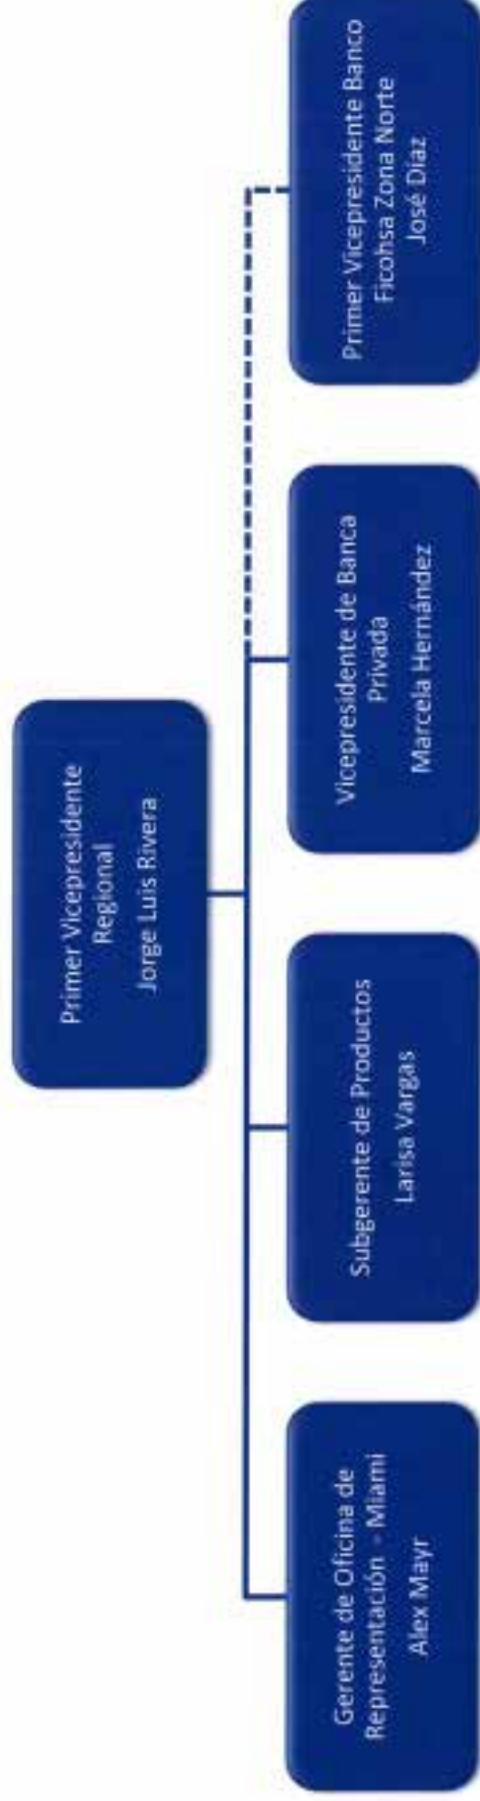 Primer Vicepresidente
Regional
Jorge Luis Rivera
Gerente de Oficina de
Representación - Miami
Alex Mayr
Subgerente de Productos
Larisa Vargas
Vicepresidente de Banca
Privada
Marcela Hernández
Primer Vicepresidente Banco
Ficohsa Zona Norte
José Díaz